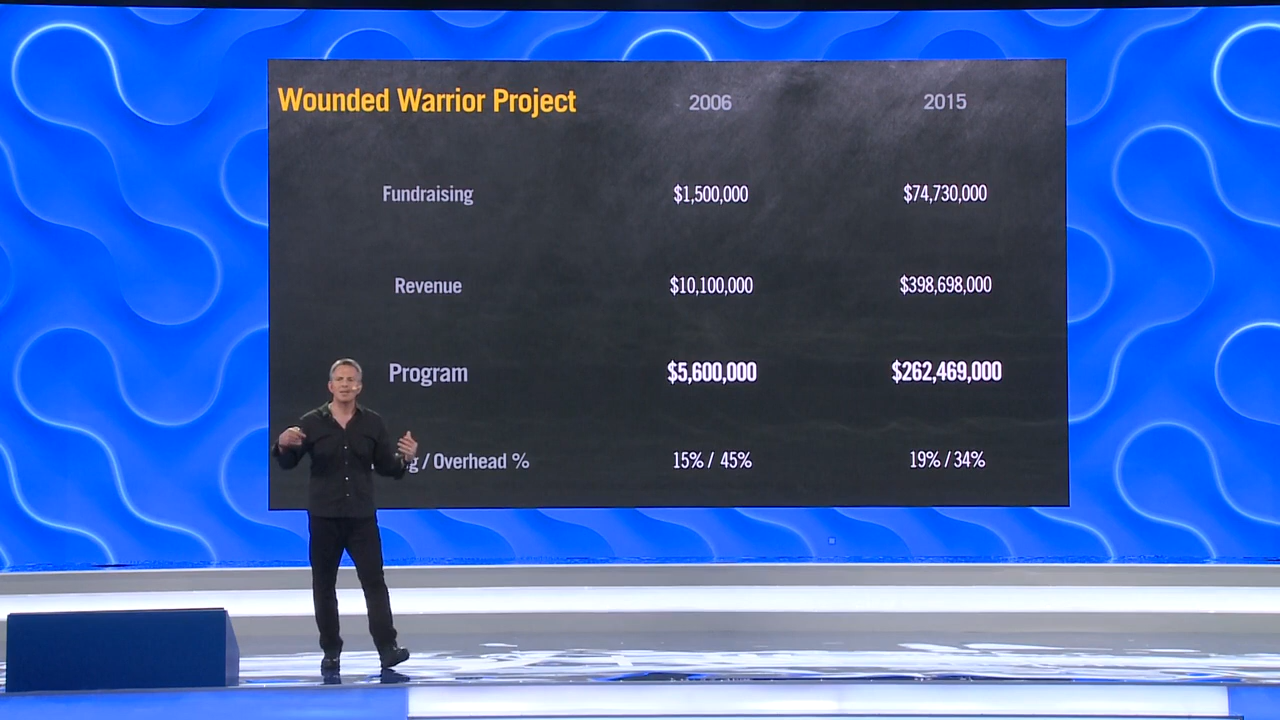 Wounded Warrior Project 2006 2015
Fundraising $1,500,000 $74,730,000
Revenue $10,100,000 $398,698,000
Program $5,600,000 $262,469,000
g / Overhead % 15% / 45% 19% / 34%